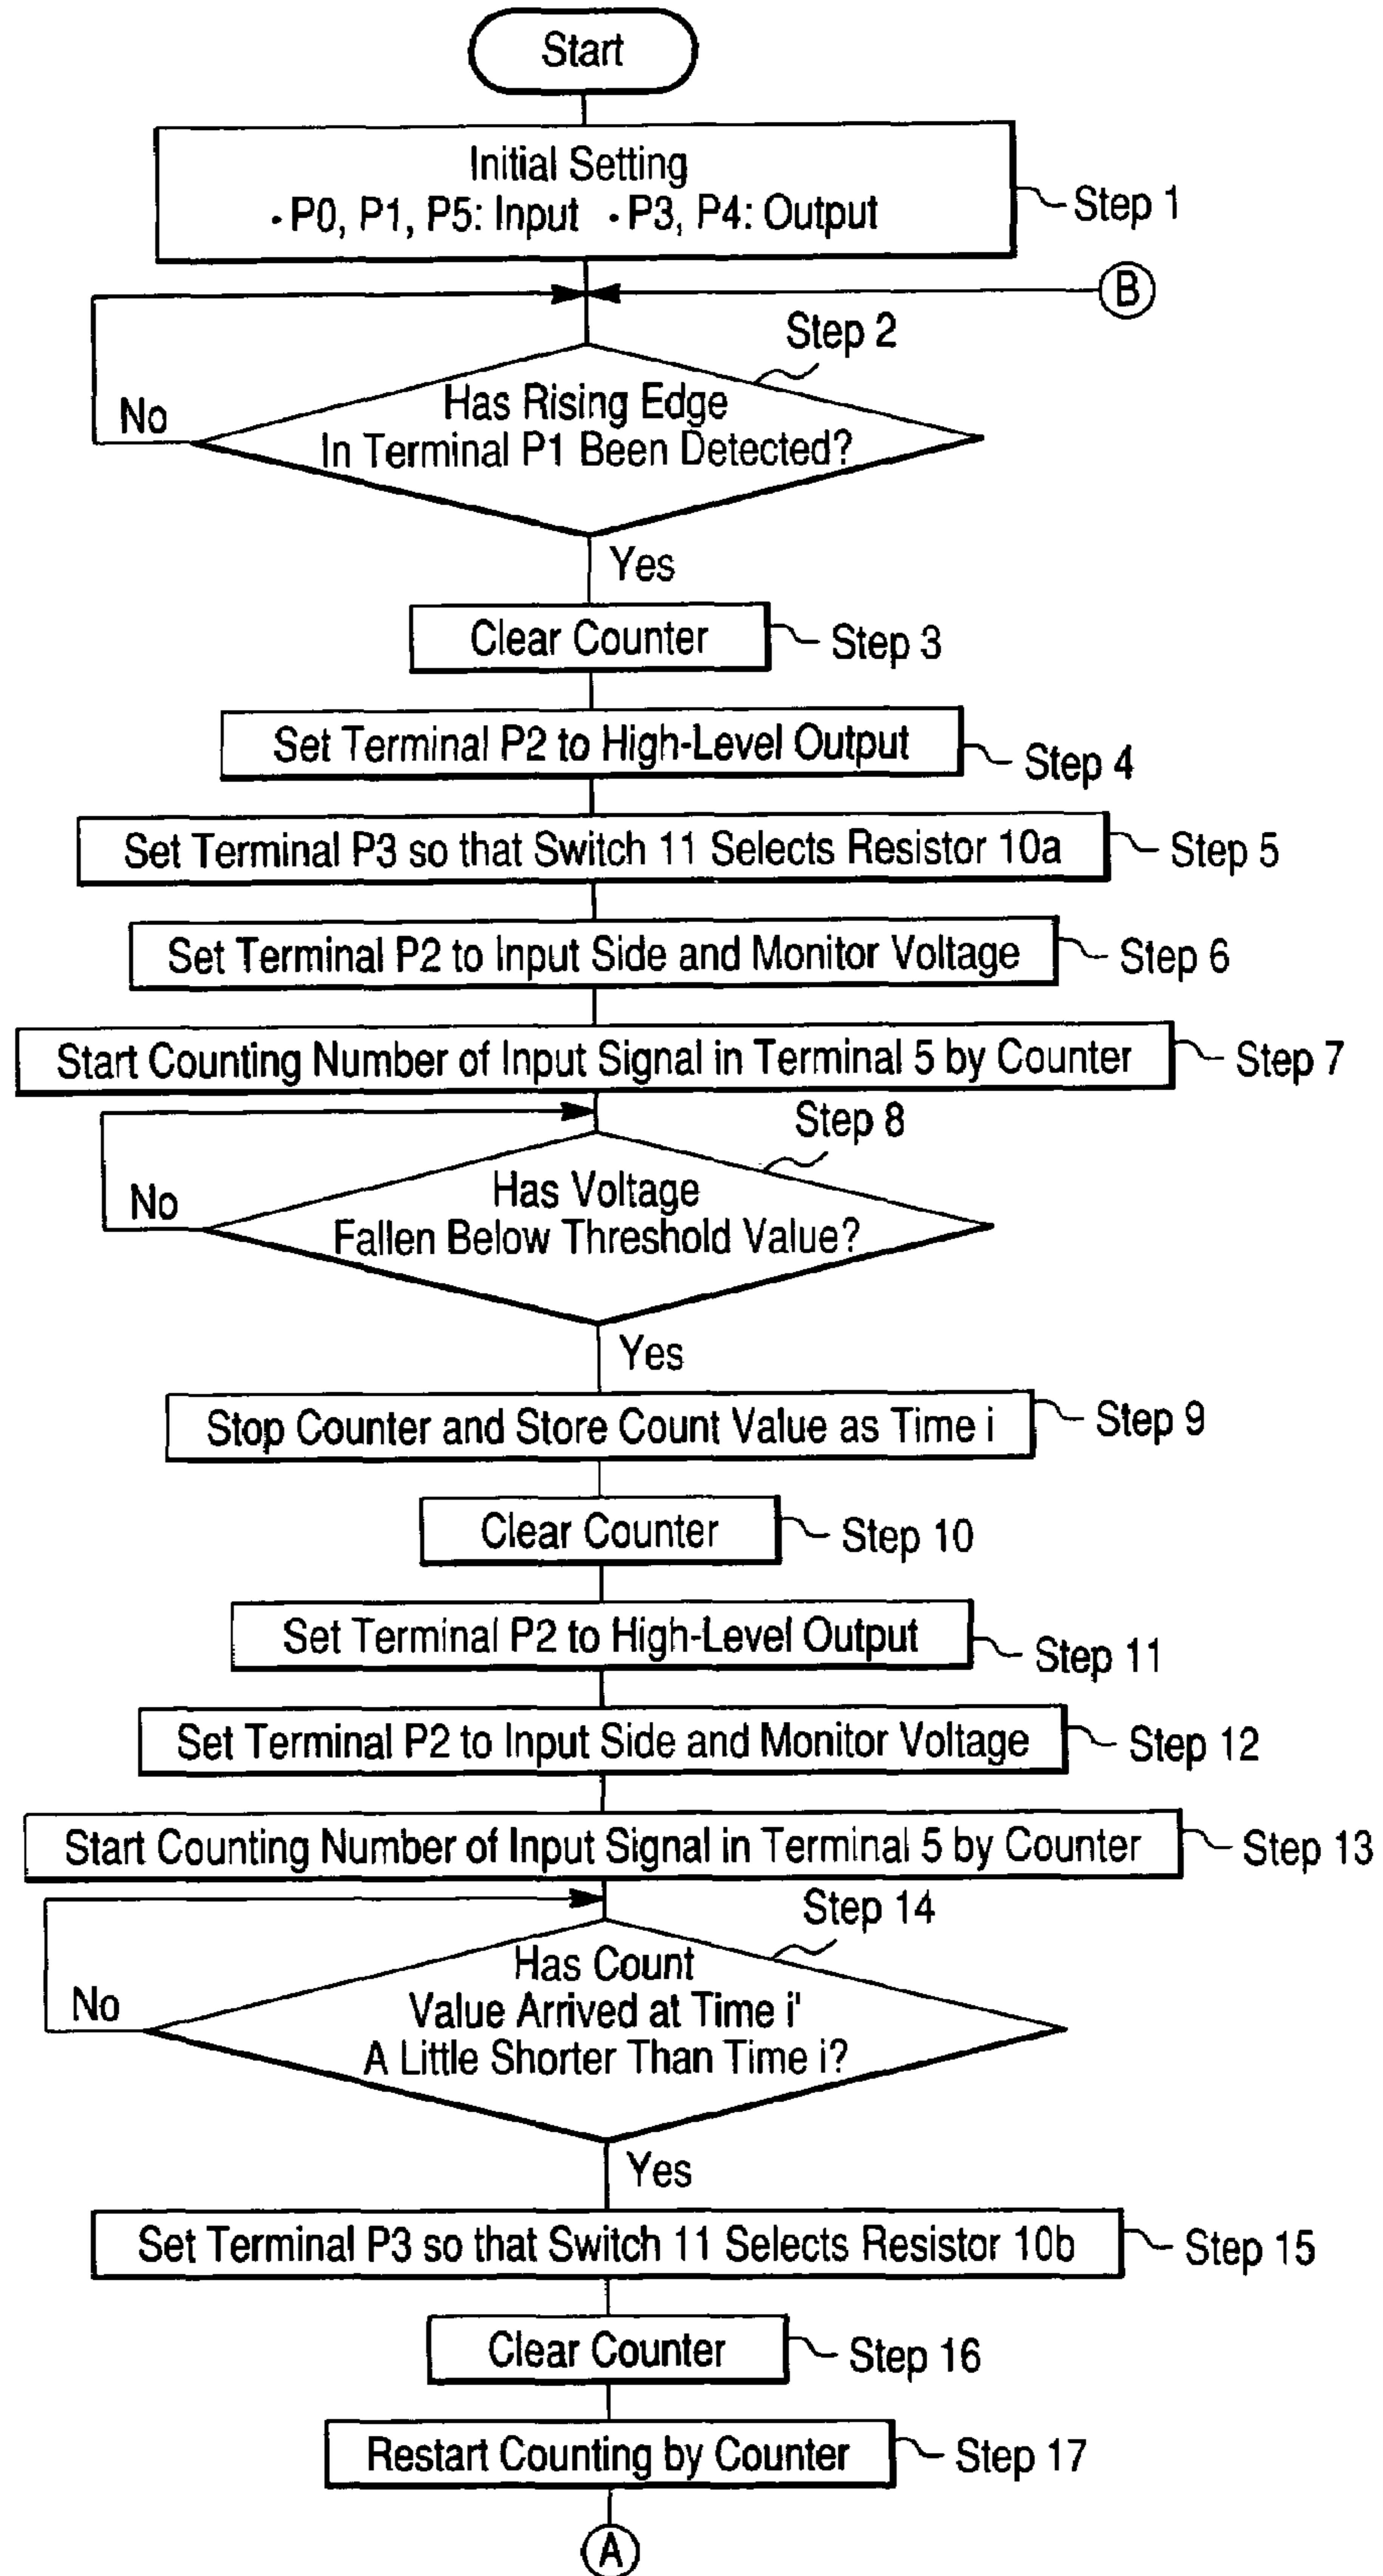 Start
Initial Setting
・P0, P1, P5: Input ・P3, P4: Output
Step 1
B
Step 2
Has Rising Edge
In Terminal P1 Been Detected?
No
Yes
Clear Counter
Step 3
Set Terminal P2 to High-Level Output
Step 4
Set Terminal P3 so that Switch 11 Selects Resistor 10a
Step 5
Set Terminal P2 to Input Side and Monitor Voltage
Step 6
Start Counting Number of Input Signal in Terminal 5 by Counter
Step 7
Step 8
Has Voltage
Fallen Below Threshold Value?
No
Yes
Stop Counter and Store Count Value as Time i
Step 9
Clear Counter
Step 10
Set Terminal P2 to High-Level Output
Step 11
Set Terminal P2 to Input Side and Monitor Voltage
Step 12
Start Counting Number of Input Signal in Terminal 5 by Counter
Step 13
Step 14
Has Count
Value Arrived at Time i'
A Little Shorter Than Time i?
No
Yes
Set Terminal P3 so that Switch 11 Selects Resistor 10b
Step 15
Clear Counter
Step 16
Restart Counting by Counter
Step 17
A